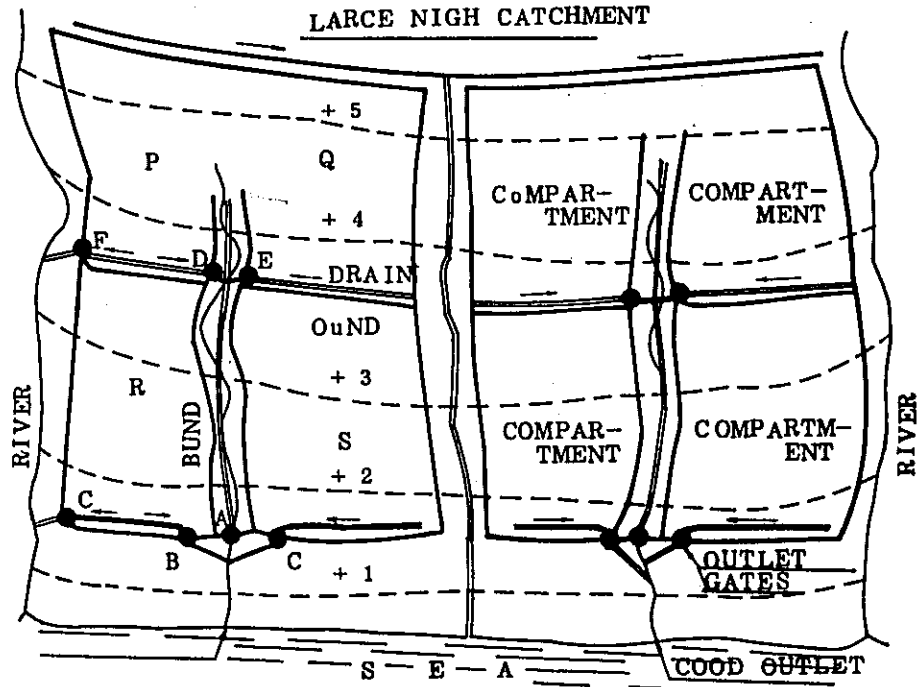 LARCE NIGH CATCHMENT
+ 5
P
Q
CoMPAR-
TMENT
COMPART-
MENT
+ 4
F
D
E
DRAIN
OuND
+ 3
R
RIVER
BUND
S
COMPAR-
TMENT
COMPARTM-
ENT
RIVER
+ 2
C
A
B
C
OUTLET
GATES
+ 1
S E A
COOD OUTLET